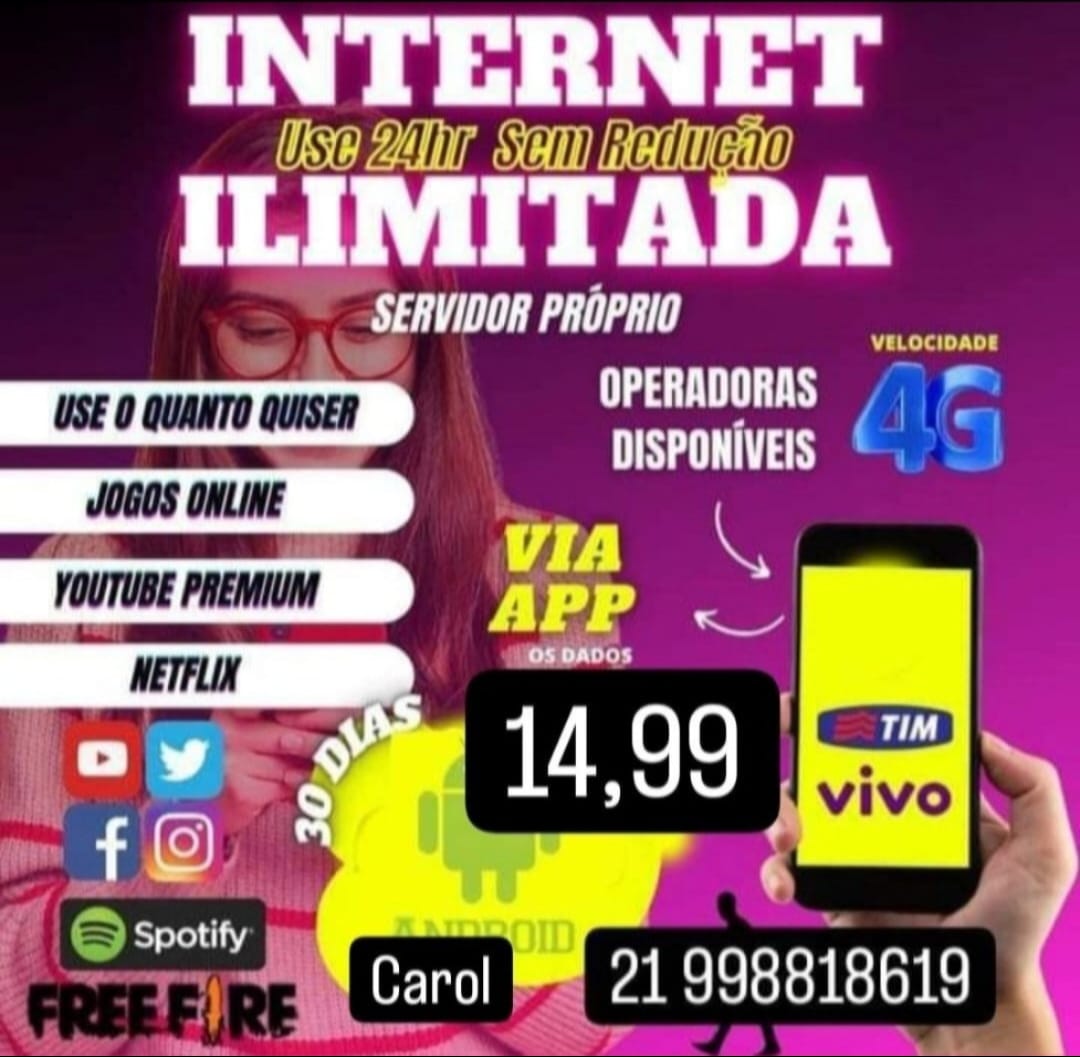 INTERNET
Use 24hr Sem Redução
ILIMITADA
SERVIDOR PRÓPRIO
VELOCIDADE
4G
OPERADORAS
DISPONÍVEIS
USE O QUANTO QUISER
JOGOS ONLINE
YOUTUBE PREMIUM
NETFLIX
VIA
APP
OS DADOS
30 DIAS
14,99
TIM
vivo
f
Spotify
ANDROID
FREE FIRE
Carol
21 998818619